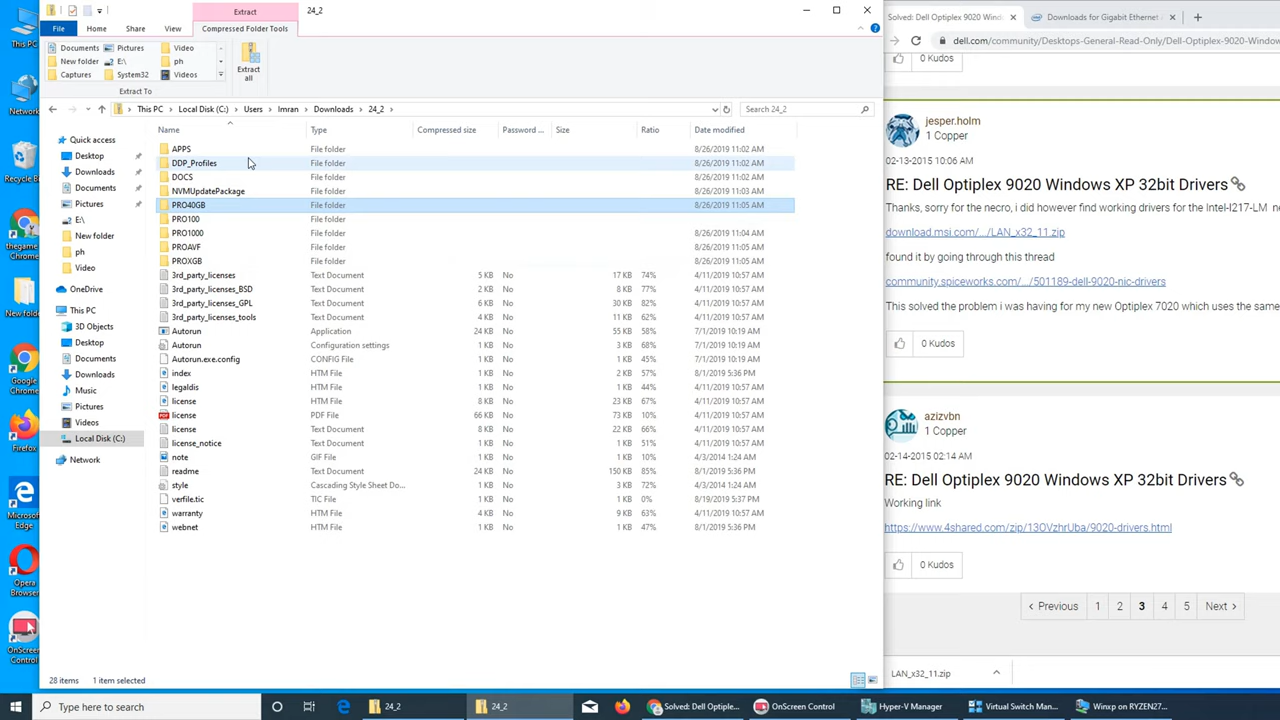 This PC
Network
Recycle Bin
thegame...
New folder
Google Chrome
Firefox
Microsoft Edge
Opera Browser
OnScreen Control
Extract
24_2
File
Home
Share
View
Compressed Folder Tools
Documents
Pictures
Video
New folder
E:\
ph
Captures
System32
Videos
Extract all
Extract To
This PC > Local Disk (C:) > Users > Imran > Downloads > 24_2 >
Search 24_2
Quick access
Desktop
Downloads
Documents
Pictures
E:\
New folder
ph
Video
OneDrive
This PC
3D Objects
Desktop
Documents
Downloads
Music
Pictures
Videos
Local Disk (C:)
Network
Name Type Compressed size Password ... Size Ratio Date modified
APPS File folder 8/26/2019 11:02 AM
DDP_Profiles File folder 8/26/2019 11:02 AM
DOCS File folder 8/26/2019 11:02 AM
NVMUpdatePackage File folder 8/26/2019 11:03 AM
PRO40GB File folder 8/26/2019 11:05 AM
PRO100 File folder
PRO1000 File folder 8/26/2019 11:04 AM
PROAVF File folder 8/26/2019 11:05 AM
PROXGB File folder 8/26/2019 11:05 AM
3rd_party_licenses Text Document 5 KB No 17 KB 74% 4/11/2019 10:57 AM
3rd_party_licenses_BSD Text Document 2 KB No 8 KB 77% 4/11/2019 10:57 AM
3rd_party_licenses_GPL Text Document 6 KB No 30 KB 82% 4/11/2019 10:57 AM
3rd_party_licenses_tools Text Document 4 KB No 11 KB 62% 4/11/2019 10:57 AM
Autorun Application 24 KB No 55 KB 58% 7/1/2019 10:19 AM
Autorun Configuration settings 1 KB No 3 KB 68% 7/1/2019 10:19 AM
Autorun.exe.config CONFIG File 1 KB No 1 KB 46% 7/1/2019 10:19 AM
index HTM File 1 KB No 2 KB 57% 8/1/2019 5:36 PM
legaldis HTM File 1 KB No 1 KB 44% 4/11/2019 10:57 AM
license HTM File 8 KB No 23 KB 67% 4/11/2019 10:57 AM
license PDF File 66 KB No 73 KB 10% 4/11/2019 10:57 AM
license Text Document 8 KB No 22 KB 66% 4/11/2019 10:57 AM
license_notice Text Document 1 KB No 1 KB 51% 4/11/2019 10:57 AM
note GIF File 1 KB No 1 KB 10% 4/3/2014 1:24 AM
readme Text Document 24 KB No 150 KB 85% 8/1/2019 5:36 PM
style Cascading Style Sheet Do... 1 KB No 3 KB 72% 4/3/2014 1:24 AM
verfile.tic TIC File 1 KB No 1 KB 0% 8/19/2019 5:37 PM
warranty HTM File 4 KB No 9 KB 63% 4/11/2019 10:57 AM
webnet HTM File 1 KB No 1 KB 47% 8/1/2019 5:36 PM
28 items 1 item selected
Solved: Dell Optiplex 9020 Wind
Downloads for Gigabit Ethernet
dell.com/community/Desktops-General-Read-Only/Dell-Optiplex-9020-Window
0 Kudos
jesper.holm
1 Copper
02-13-2015 10:06 AM
RE: Dell Optiplex 9020 Windows XP 32bit Drivers
Thanks, sorry for the necro, i did however find working drivers for the Intel-I217-LM
download.msi.com/.../LAN_x32_11.zip
found it by going through this thread
community.spiceworks.com/.../501189-dell-9020-nic-drivers
This solved the problem i was having for my new Optiplex 7020 which uses the same
0 Kudos
azizvbn
1 Copper
02-14-2015 02:14 AM
RE: Dell Optiplex 9020 Windows XP 32bit Drivers
Working link
https://www.4shared.com/zip/13OVzhrUba/9020-drivers.html
0 Kudos
< Previous 1 2 3 4 5 Next >
LAN_x32_11.zip
Type here to search
24_2
24_2
Solved: Dell Optiple...
OnScreen Control
Hyper-V Manager
Virtual Switch Man...
Winxp on RYZEN27...